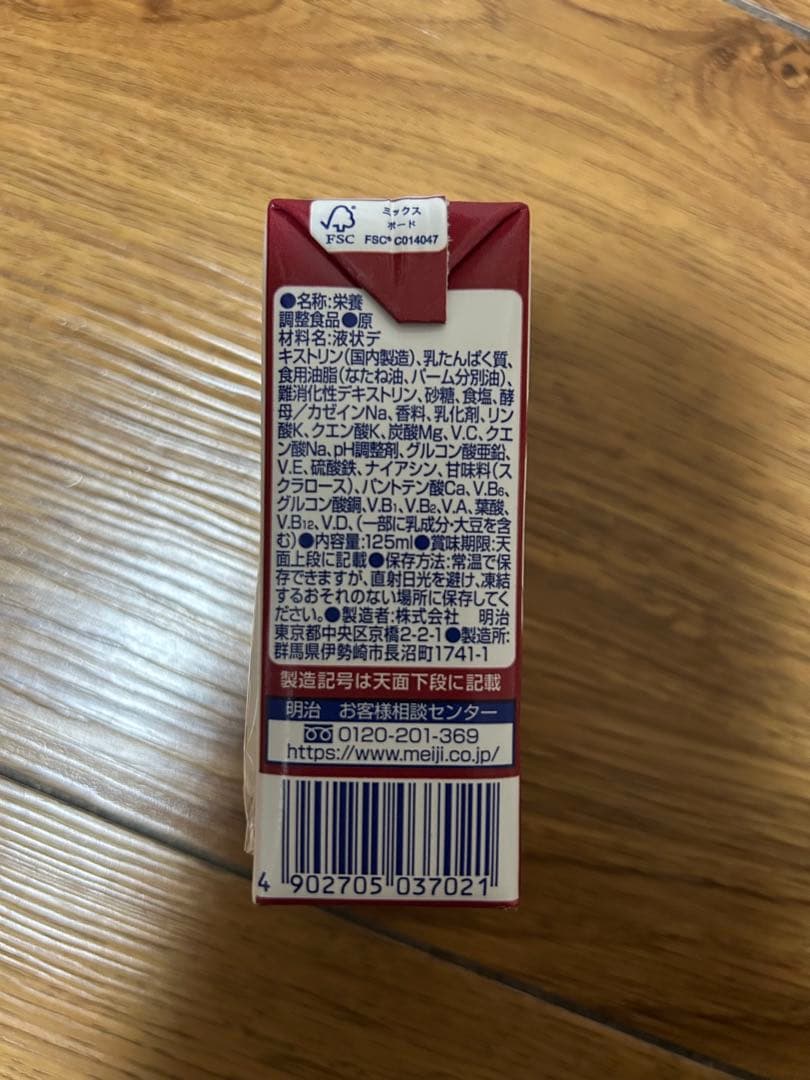 ミックス
ボード
FSC
FSC® C014047
●名称:栄養
調整食品●原
材料名:液状デ
キストリン(国内製造)、乳たんぱく質、
食用油脂(なたね油、パーム分別油)、
難消化性デキストリン、砂糖、食塩、酵
母/カゼインNa、香料、乳化剤、リン
酸K、クエン酸K、炭酸Mg、V.C、クエ
ン酸Na、pH調整剤、グルコン酸亜鉛、
V.E、硫酸鉄、ナイアシン、甘味料(ス
クラロース)、パントテン酸Ca、V.B₆、
グルコン酸銅、V.B₁、V.B₂、V.A、葉酸、
V.B₁₂、V.D、(一部に乳成分・大豆を含
む)●内容量:125ml●賞味期限:天
面上段に記載●保存方法:常温で保
存できますが、直射日光を避け、凍結
するおそれのない場所に保存してく
ださい。●製造者:株式会社 明治
東京都中央区京橋2-2-1●製造所:
群馬県伊勢崎市長沼町1741-1
製造記号は天面下段に記載
明治 お客様相談センター
0120-201-369
https://www.meiji.co.jp/
4 902705 037021